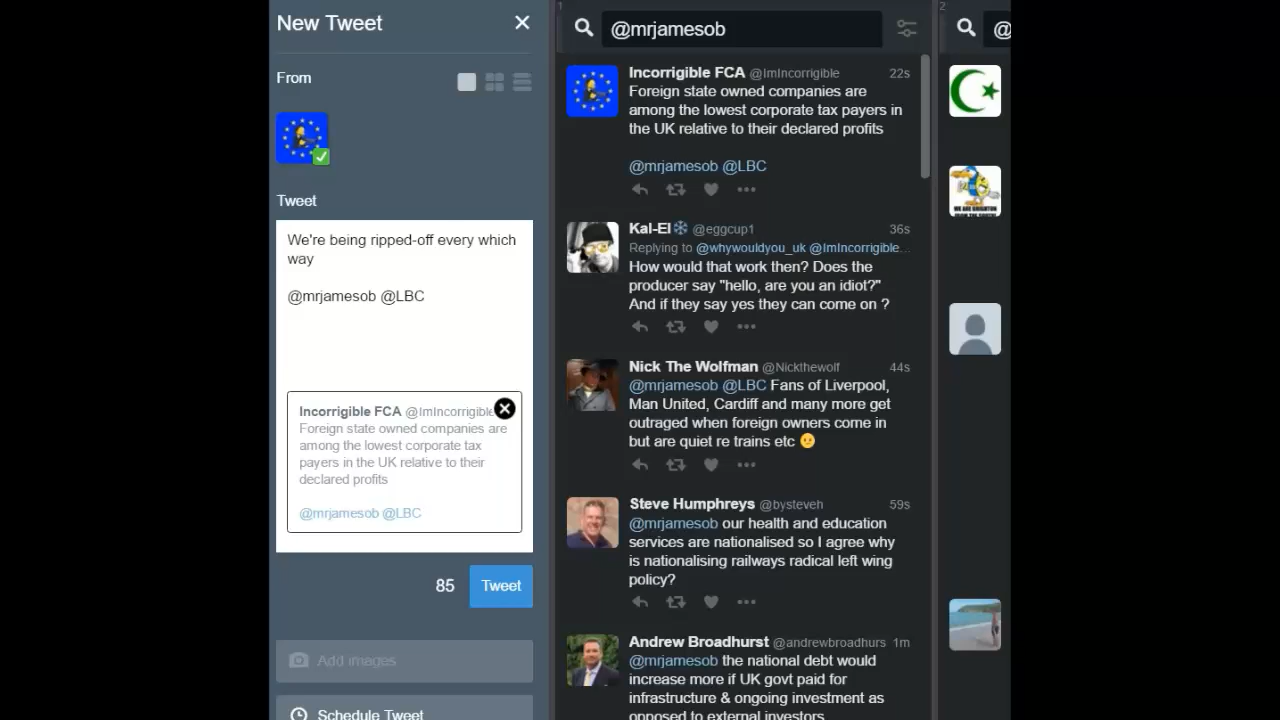 New Tweet
From
Tweet
We're being ripped-off every which
way
@mrjamesob @LBC
Incorrigible FCA @ImIncorrigible
Foreign state owned companies are
among the lowest corporate tax
payers in the UK relative to their
declared profits
@mrjamesob @LBC
85
Tweet
Add images
Schedule Tweet
1
@mrjamesob
Incorrigible FCA @ImIncorrigible 22s
Foreign state owned companies are
among the lowest corporate tax payers in
the UK relative to their declared profits
@mrjamesob @LBC
Kal-El @eggcup1 36s
Replying to @whywouldyou_uk @ImIncorrigible...
How would that work then? Does the
producer say "hello, are you an idiot?"
And if they say yes they can come on ?
Nick The Wolfman @Nickthewolf 44s
@mrjamesob @LBC Fans of Liverpool,
Man United, Cardiff and many more get
outraged when foreign owners come in
but are quiet re trains etc 😕
Steve Humphreys @bysteveh 59s
@mrjamesob our health and education
services are nationalised so I agree why
is nationalising railways radical left wing
policy?
Andrew Broadhurst @andrewbroadhurs 1m
@mrjamesob the national debt would
increase more if UK govt paid for
infrastructure & ongoing investment as
opposed to external investors
2
@